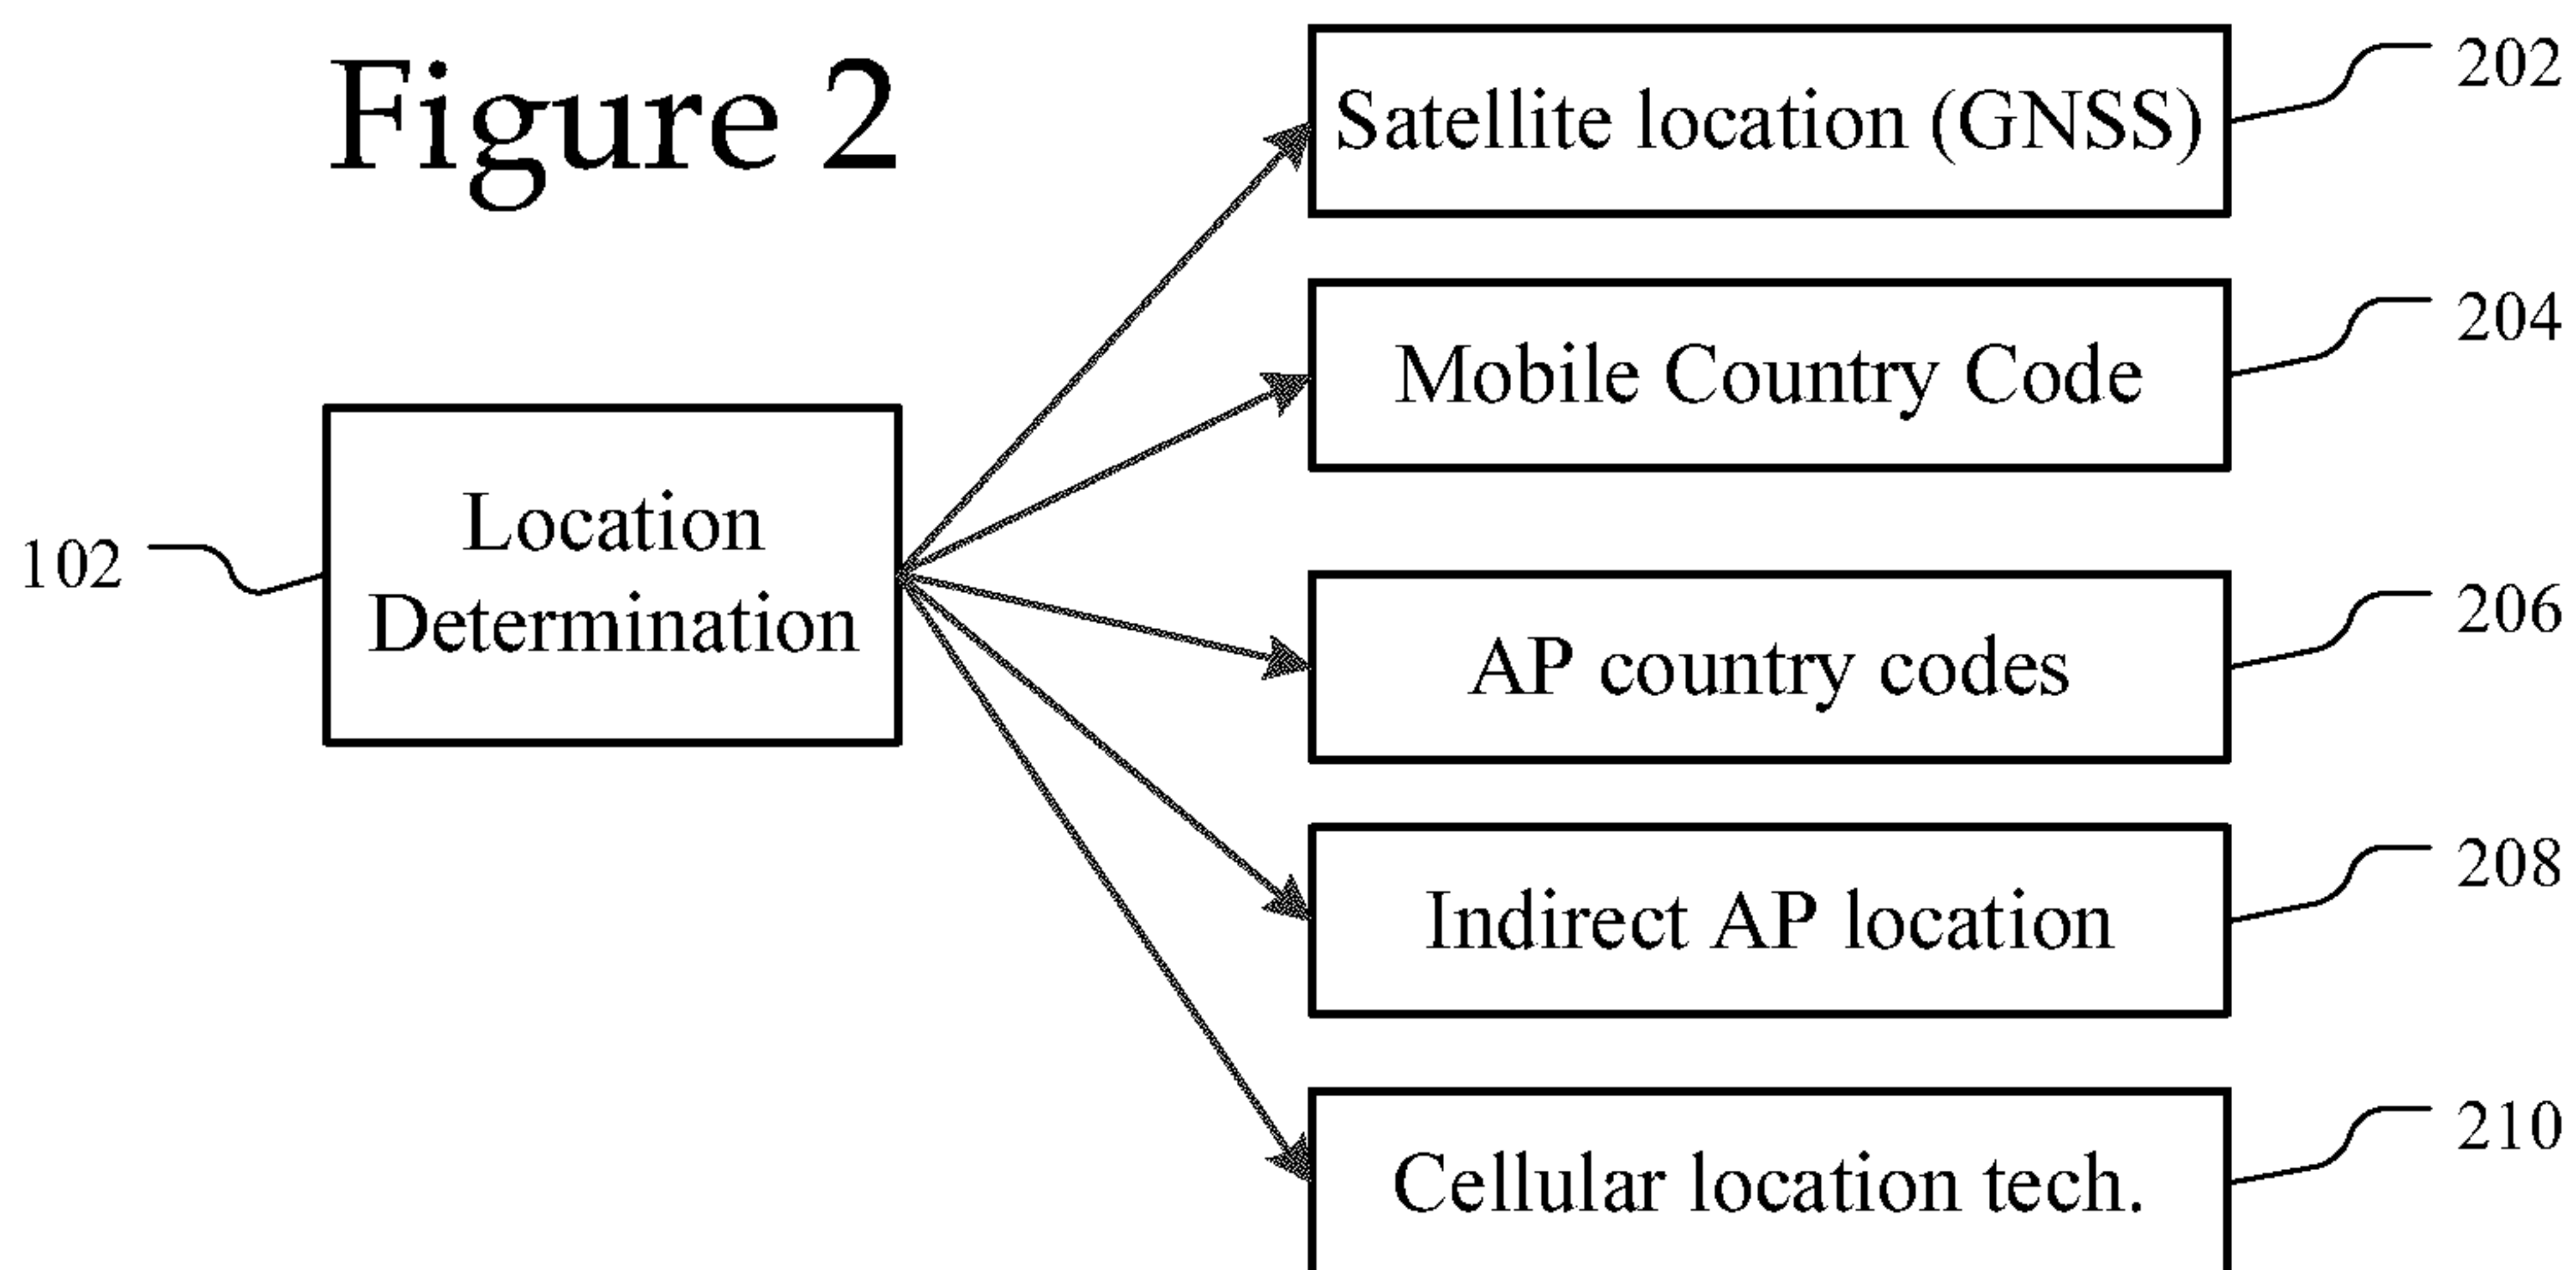 Figure 2
Satellite location (GNSS)
202
Mobile Country Code
204
102
Location
Determination
AP country codes
206
Indirect AP location
208
Cellular location tech.
210